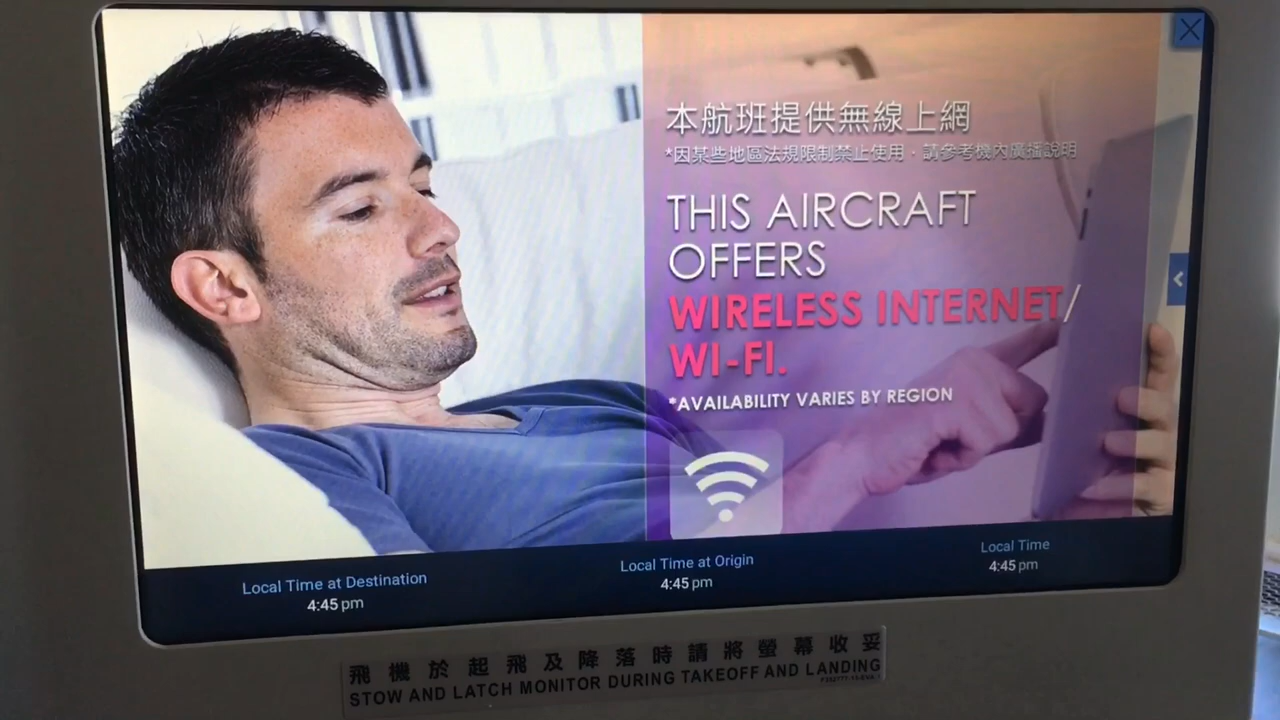 本航班提供無線上網
*因某些地區法規限制禁止使用，請參考機內廣播說明
THIS AIRCRAFT
OFFERS
WIRELESS INTERNET/
WI-FI.
*AVAILABILITY VARIES BY REGION
Local Time at Destination
4:45 pm
Local Time at Origin
4:45 pm
Local Time
4:45 pm
飛機於起飛及降落時請將螢幕收妥
STOW AND LATCH MONITOR DURING TAKEOFF AND LANDING